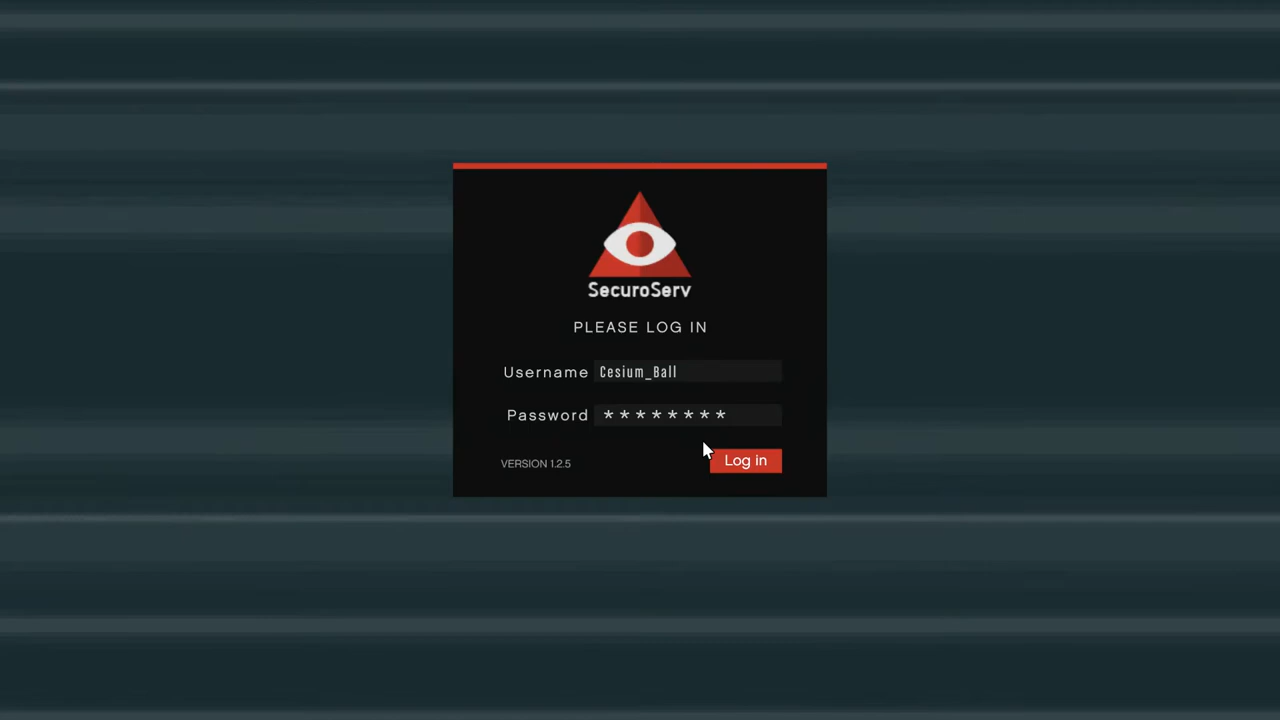 SecuroServ
PLEASE LOG IN
Username Cesium_Ball
Password ********
VERSION 1.2.5 Log in